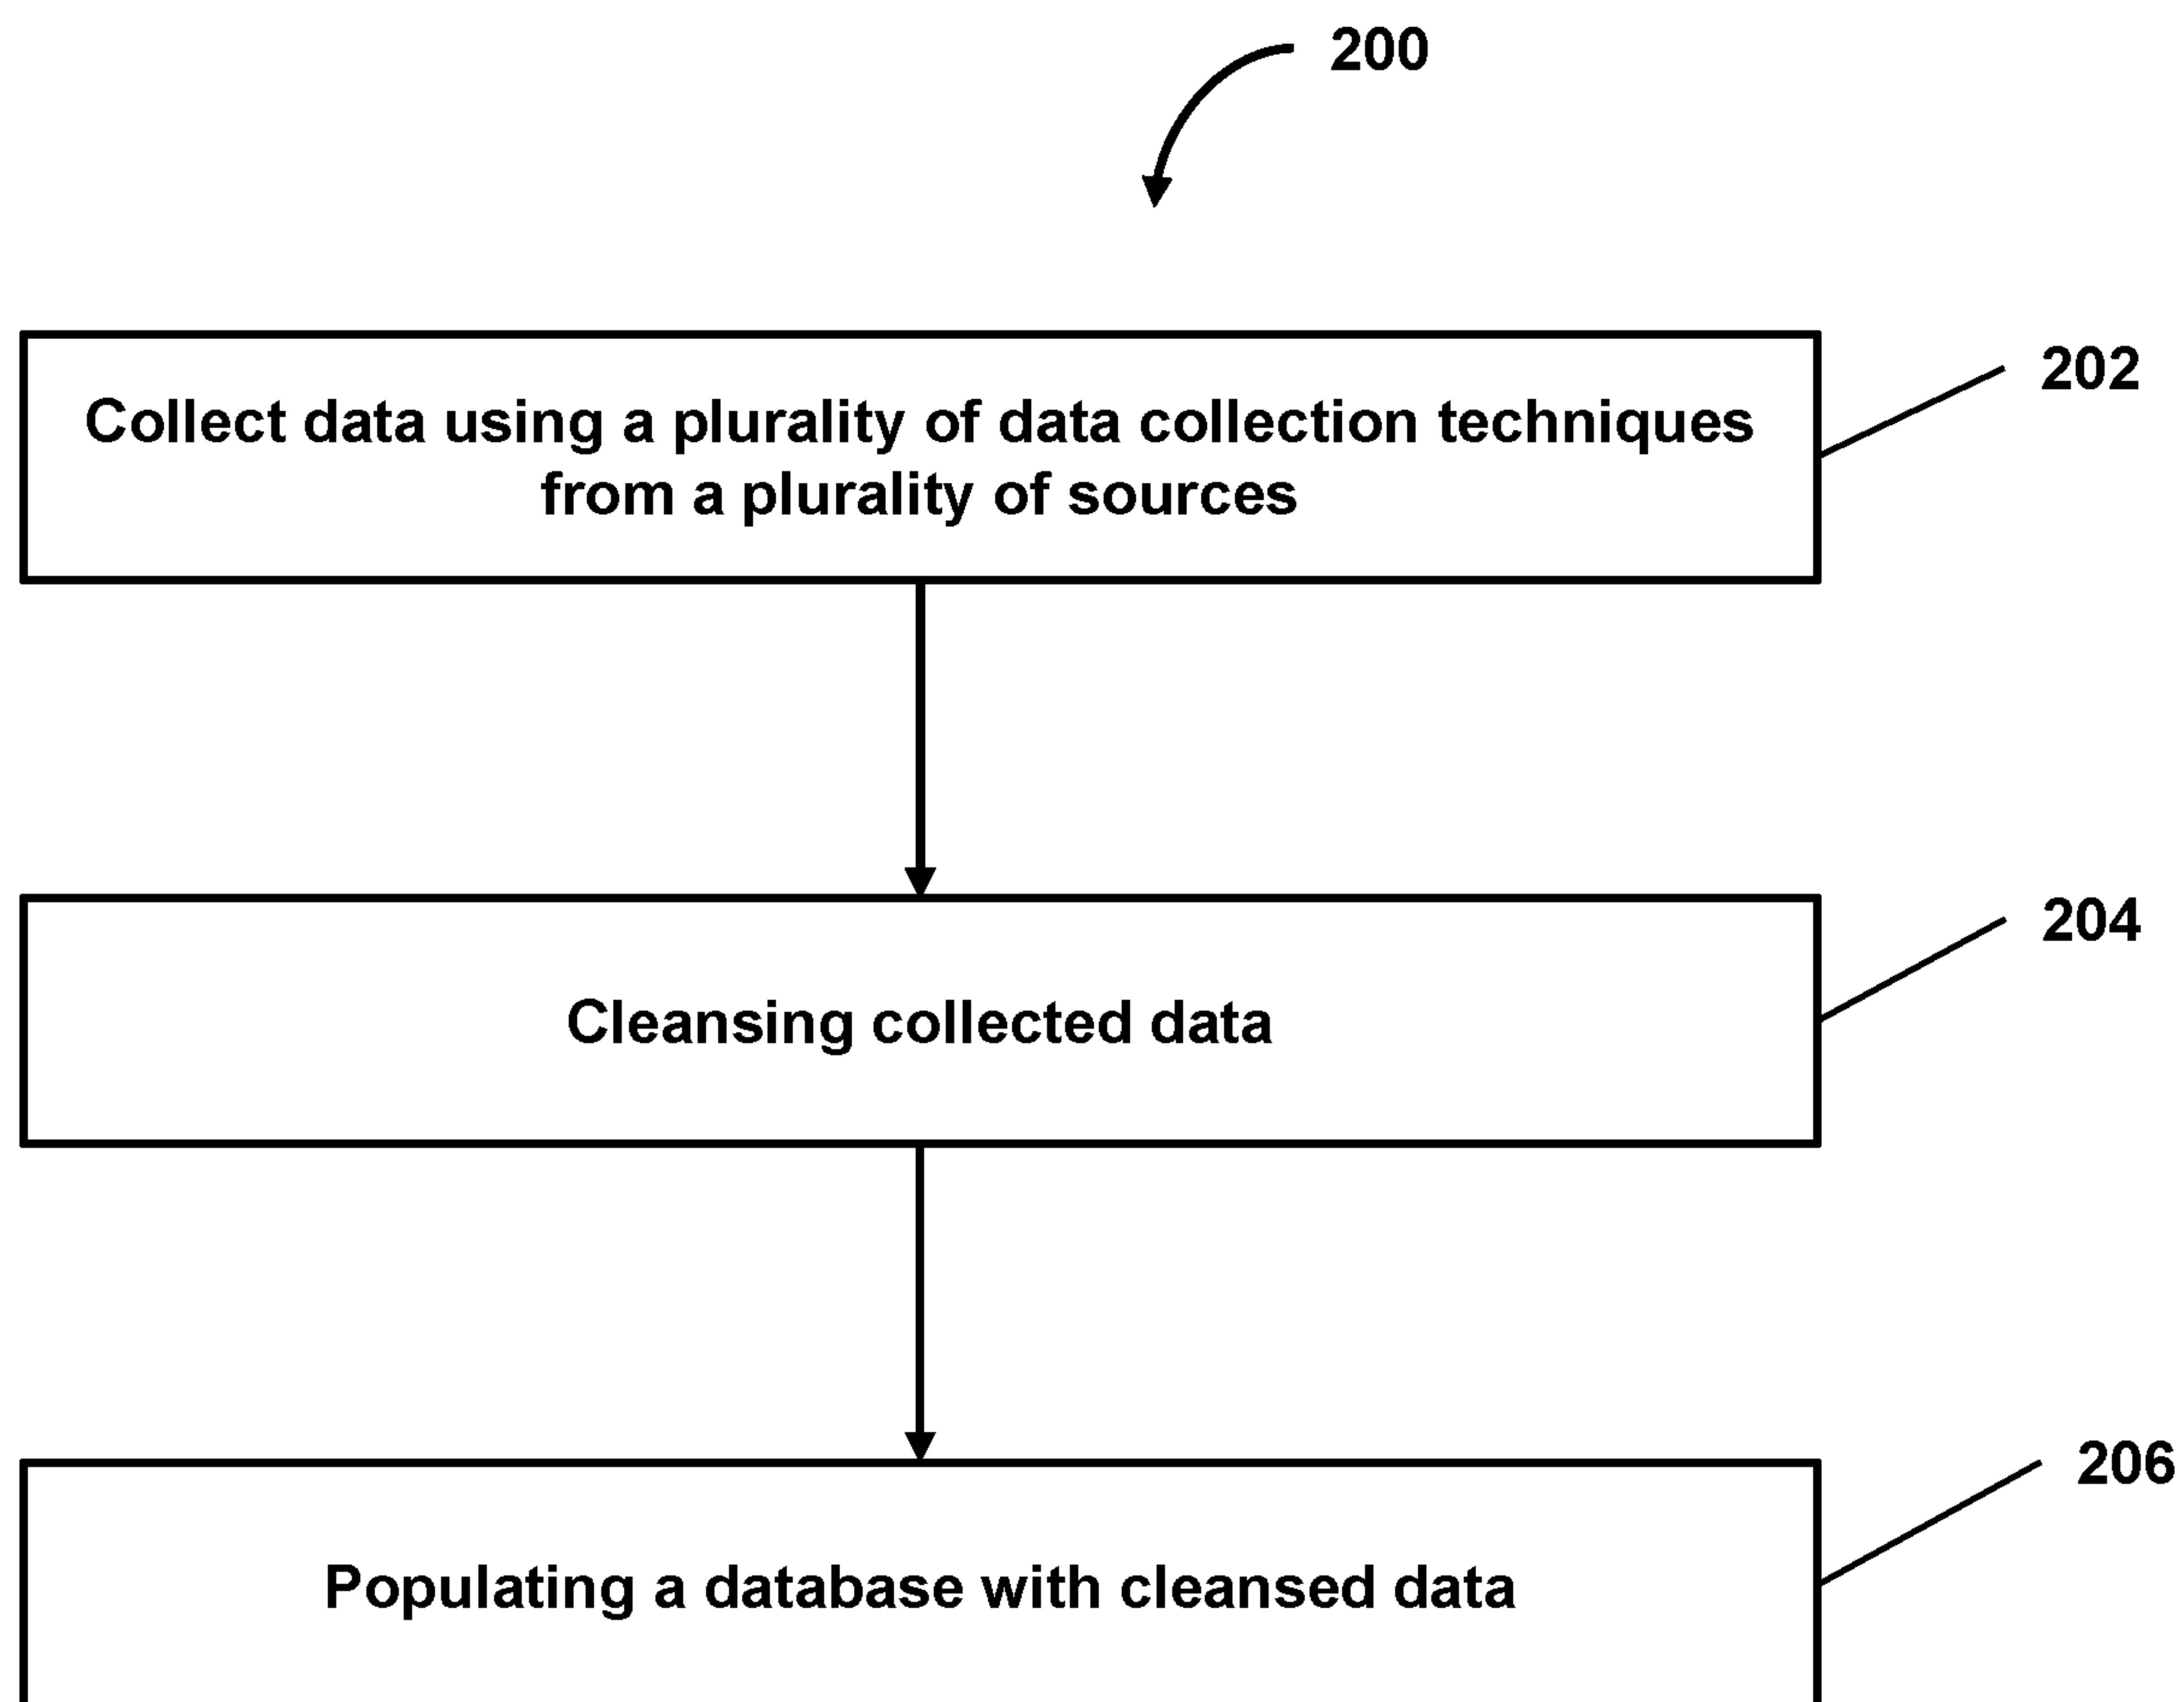 200
202
Collect data using a plurality of data collection techniques
from a plurality of sources
204
Cleansing collected data
206
Populating a database with cleansed data